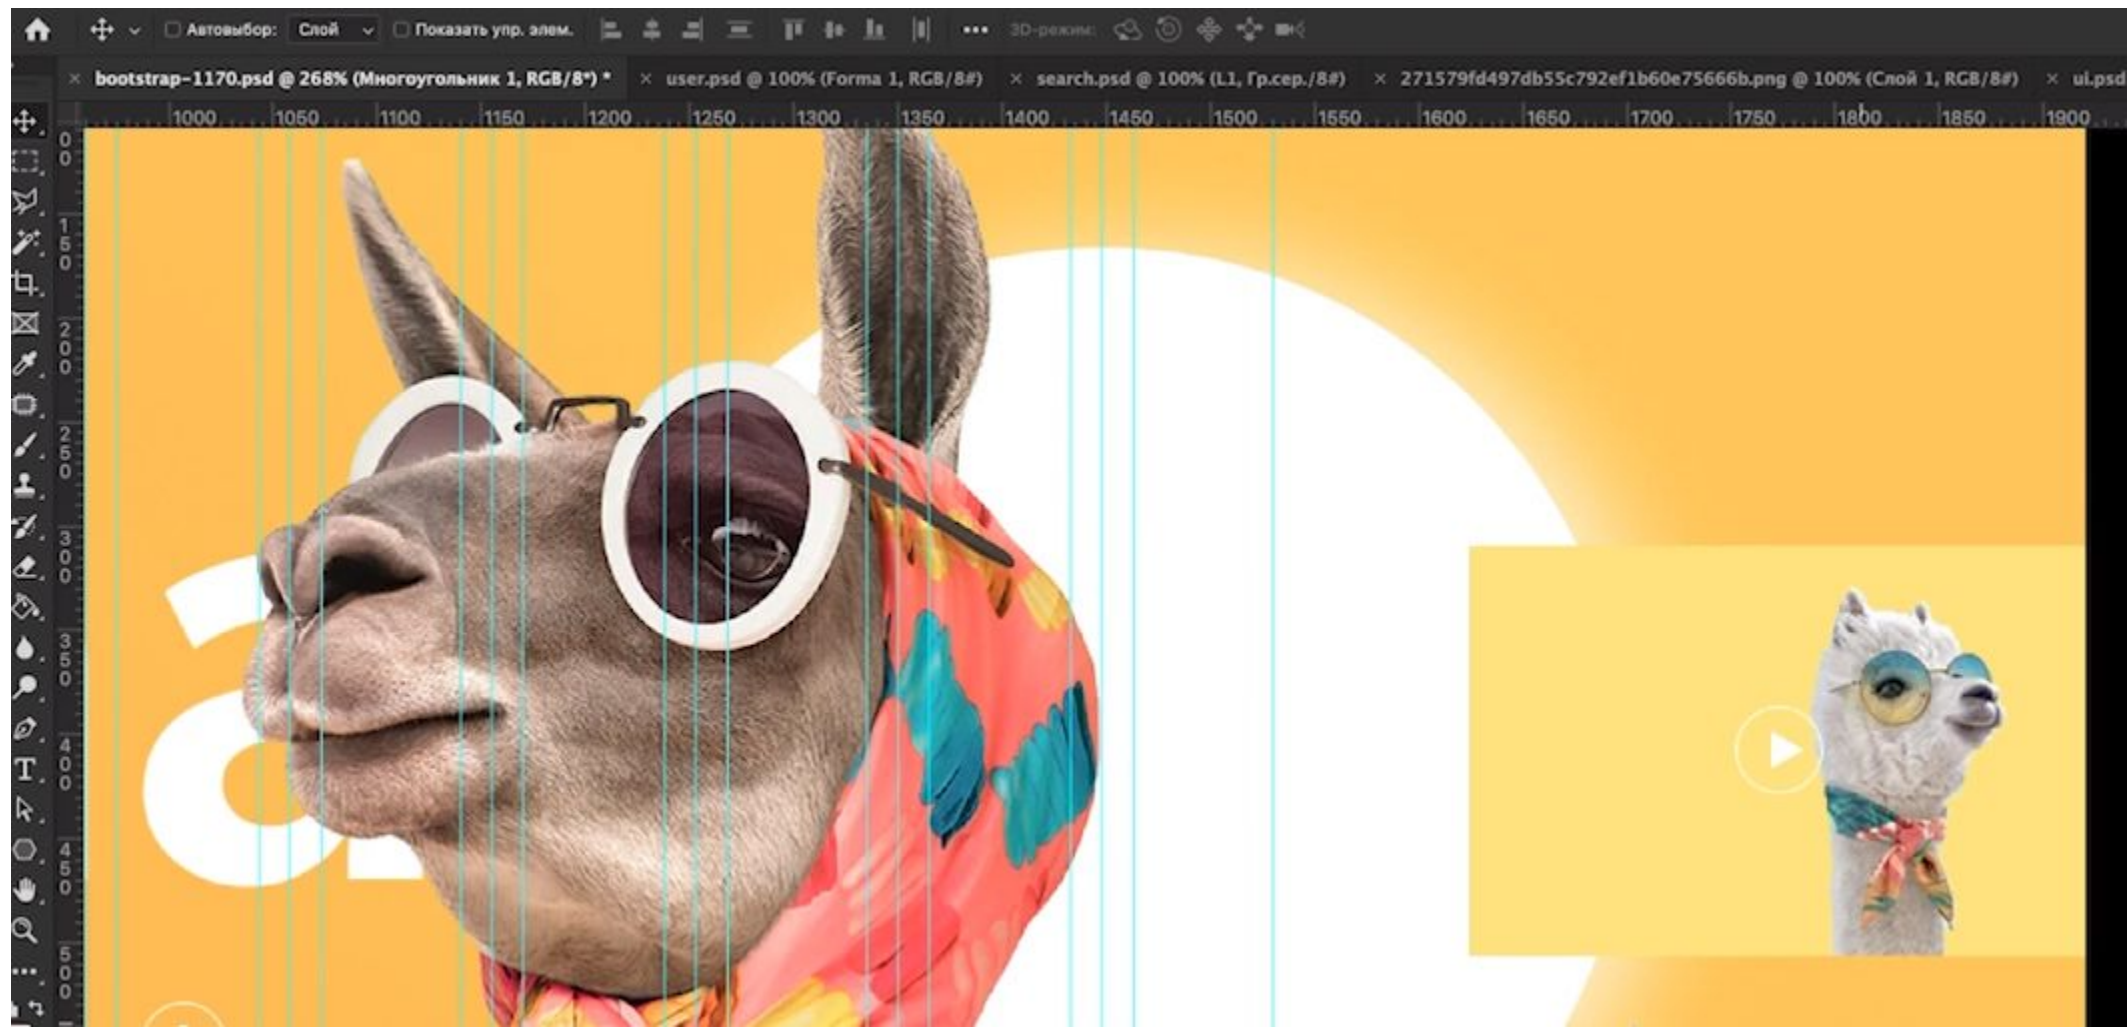 Автовыбор: Слой Показать упр. элем. 3D-режим:
bootstrap-1170.psd @ 268% (Многоугольник 1, RGB/8*) * user.psd @ 100% (Forma 1, RGB/8#) search.psd @ 100% (L1, Гр.сер./8#) 271579fd497db55c792ef1b60e75666b.png @ 100% (Слой 1, RGB/8#) ui.psd
1000 1050 1100 1150 1200 1250 1300 1350 1400 1450 1500 1550 1600 1650 1700 1750 1800 1850 1900
0
0
150
200
250
300
350
400
450
500
a